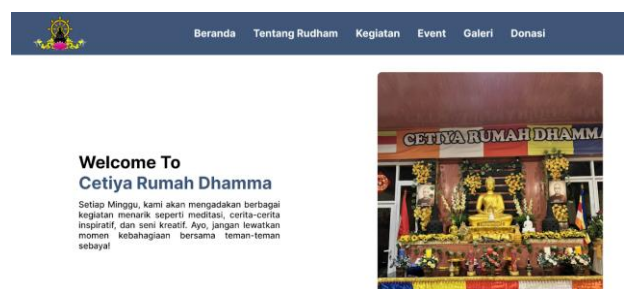 Beranda Tentang Rudham Kegiatan Event Galeri Donasi
CETIYA RUMAH DHAMMA
Welcome To
Cetiya Rumah Dhamma
Setiap Minggu, kami akan mengadakan berbagai
kegiatan menarik seperti meditasi, cerita-cerita
inspiratif, dan seni kreatif. Ayo, jangan lewatkan
momen kebahagiaan bersama teman-teman
sebaya!